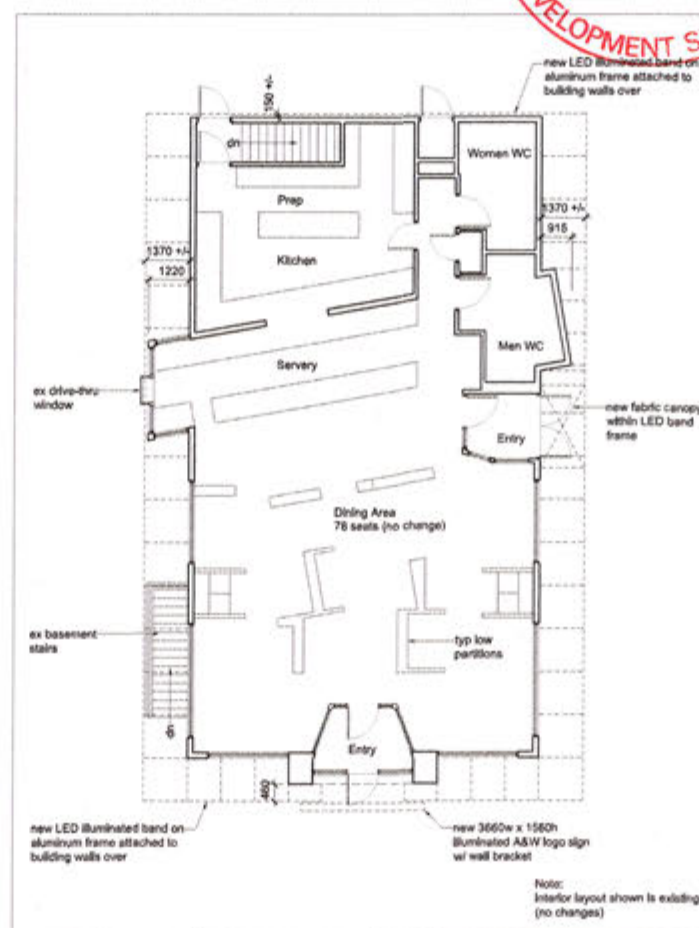 VELOPMENT S
new LED illuminated band on
aluminum frame attached to
building walls over
150 +/-
dn
Women WC
Prep
1370 +/-
915
1370 +/-
1220
Kitchen
Men WC
Servery
ex drive-thru
window
new fabric canopy
within LED band
frame
Entry
Dining Area
76 seats (no change)
ex basement
stairs
typ low
partitions
dn
Entry
460
new LED illuminated band on
aluminum frame attached to
building walls over
new 3660w x 1560h
illuminated A&W logo sign
w/ wall bracket
Note:
Interior layout shown is existing
(no changes)